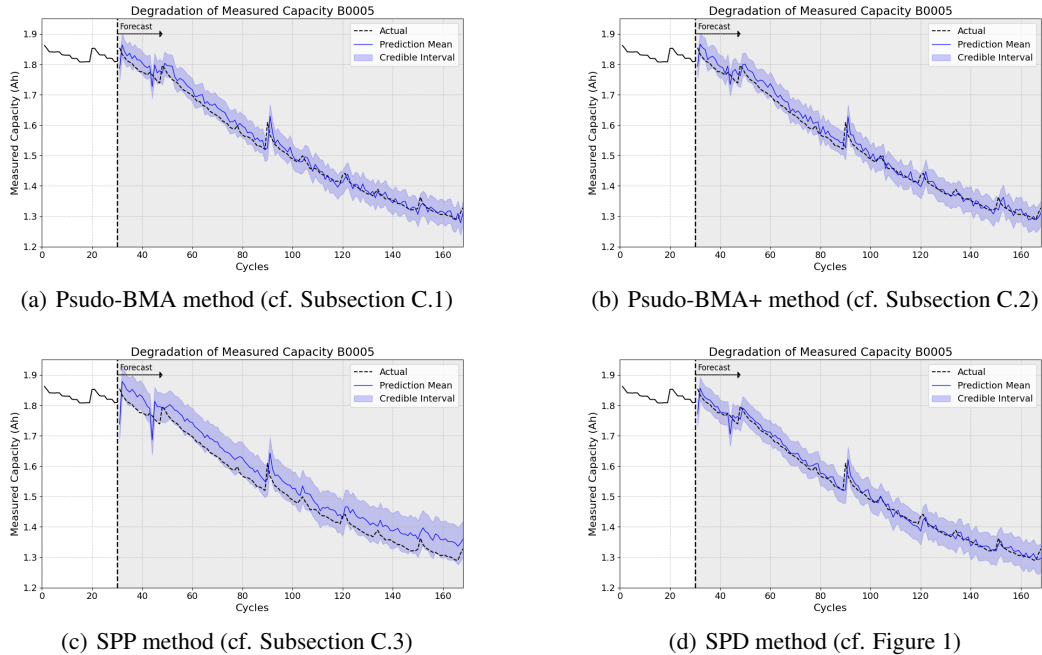 Degradation of Measured Capacity B0005
Forecast
Actual
Prediction Mean
Credible Interval
Measured Capacity (Ah)
1.9
1.8
1.7
1.6
1.5
1.4
1.3
1.2
0 20 40 60 80 100 120 140 160
Cycles
(a) Psudo-BMA method (cf. Subsection C.1)
Degradation of Measured Capacity B0005
Forecast
Actual
Prediction Mean
Credible Interval
Measured Capacity (Ah)
1.9
1.8
1.7
1.6
1.5
1.4
1.3
1.2
0 20 40 60 80 100 120 140 160
Cycles
(b) Psudo-BMA+ method (cf. Subsection C.2)
Degradation of Measured Capacity B0005
Forecast
Actual
Prediction Mean
Credible Interval
Measured Capacity (Ah)
1.9
1.8
1.7
1.6
1.5
1.4
1.3
1.2
0 20 40 60 80 100 120 140 160
Cycles
(c) SPP method (cf. Subsection C.3)
Degradation of Measured Capacity B0005
Forecast
Actual
Prediction Mean
Credible Interval
Measured Capacity (Ah)
1.9
1.8
1.7
1.6
1.5
1.4
1.3
1.2
0 20 40 60 80 100 120 140 160
Cycles
(d) SPD method (cf. Figure 1)